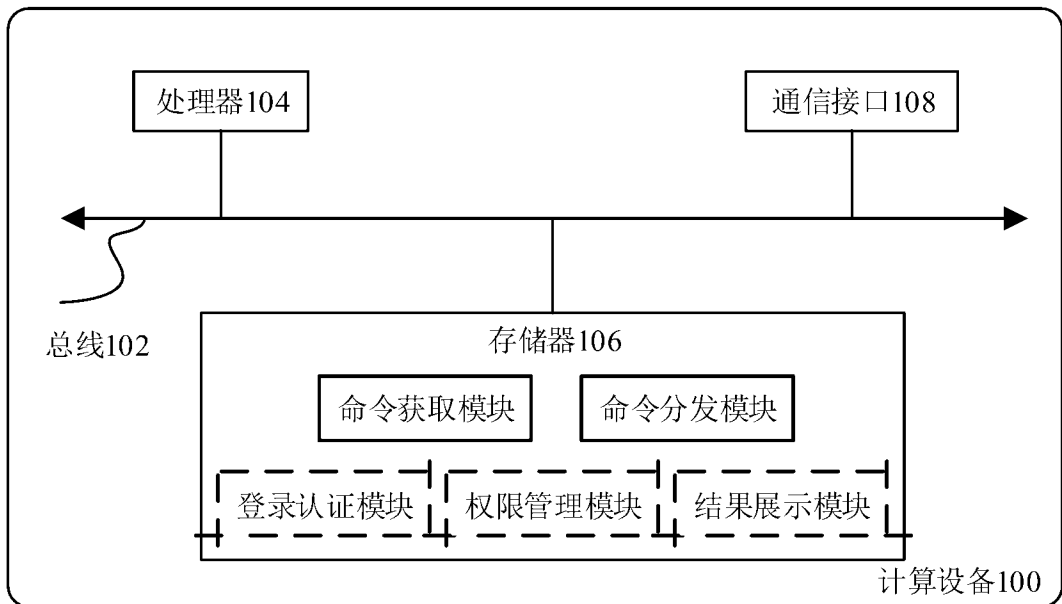 处理器104
通信接口108
总线102
存储器106
命令获取模块
命令分发模块
登录认证模块
权限管理模块
结果展示模块
计算设备100